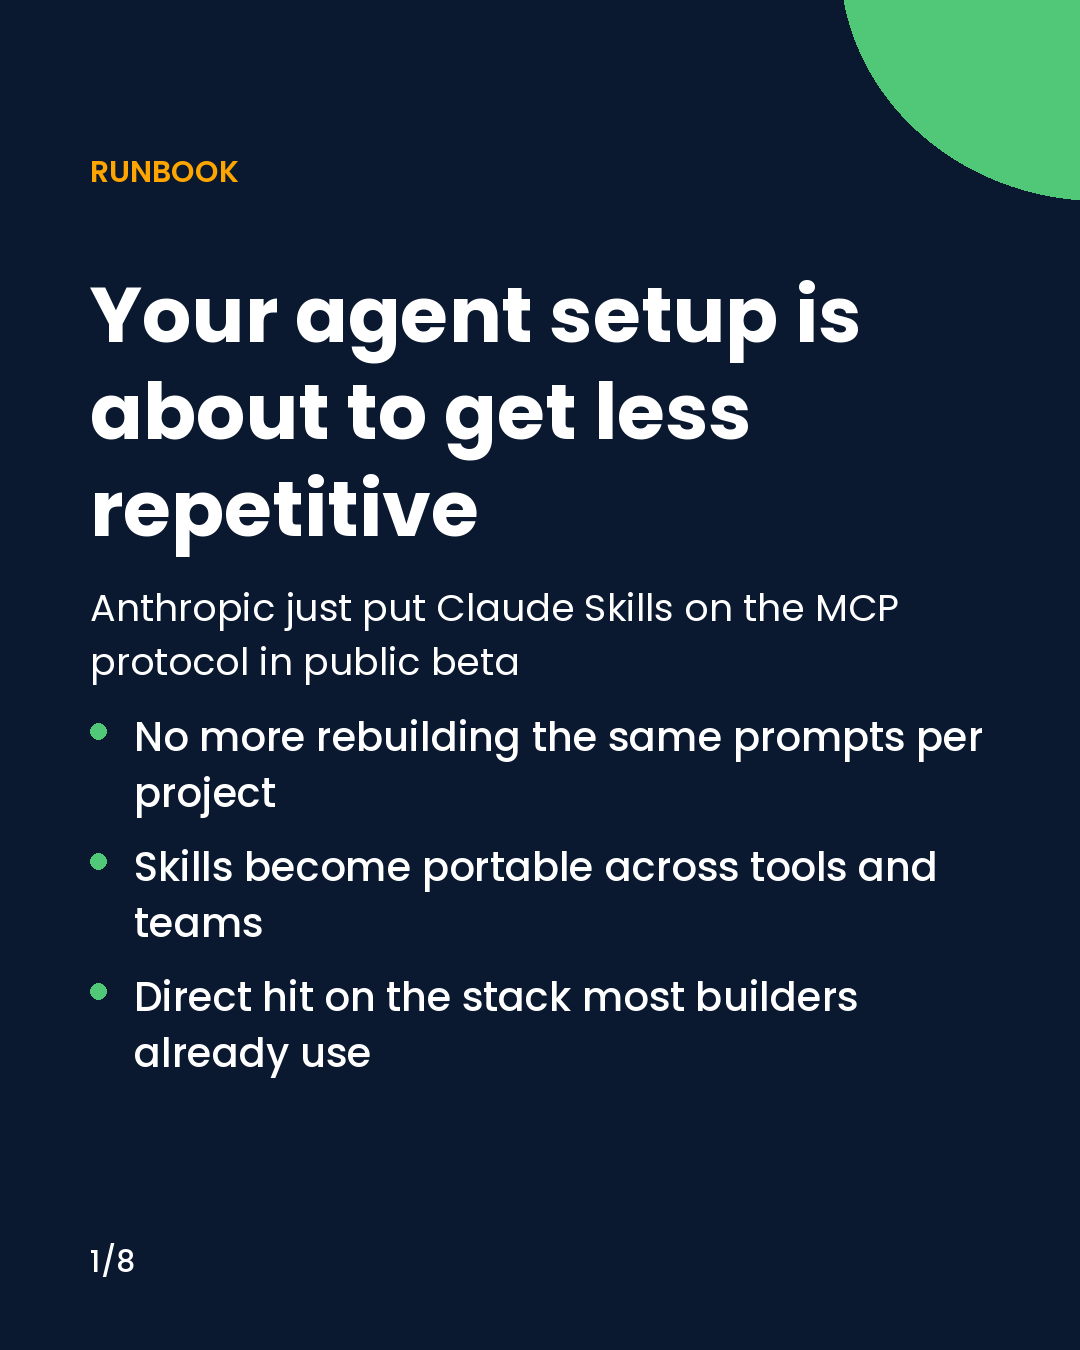 RUNBOOK
Your agent setup is
about to get less
repetitive
Anthropic just put Claude Skills on the MCP
protocol in public beta
No more rebuilding the same prompts per
project
Skills become portable across tools and
teams
Direct hit on the stack most builders
already use
1/8